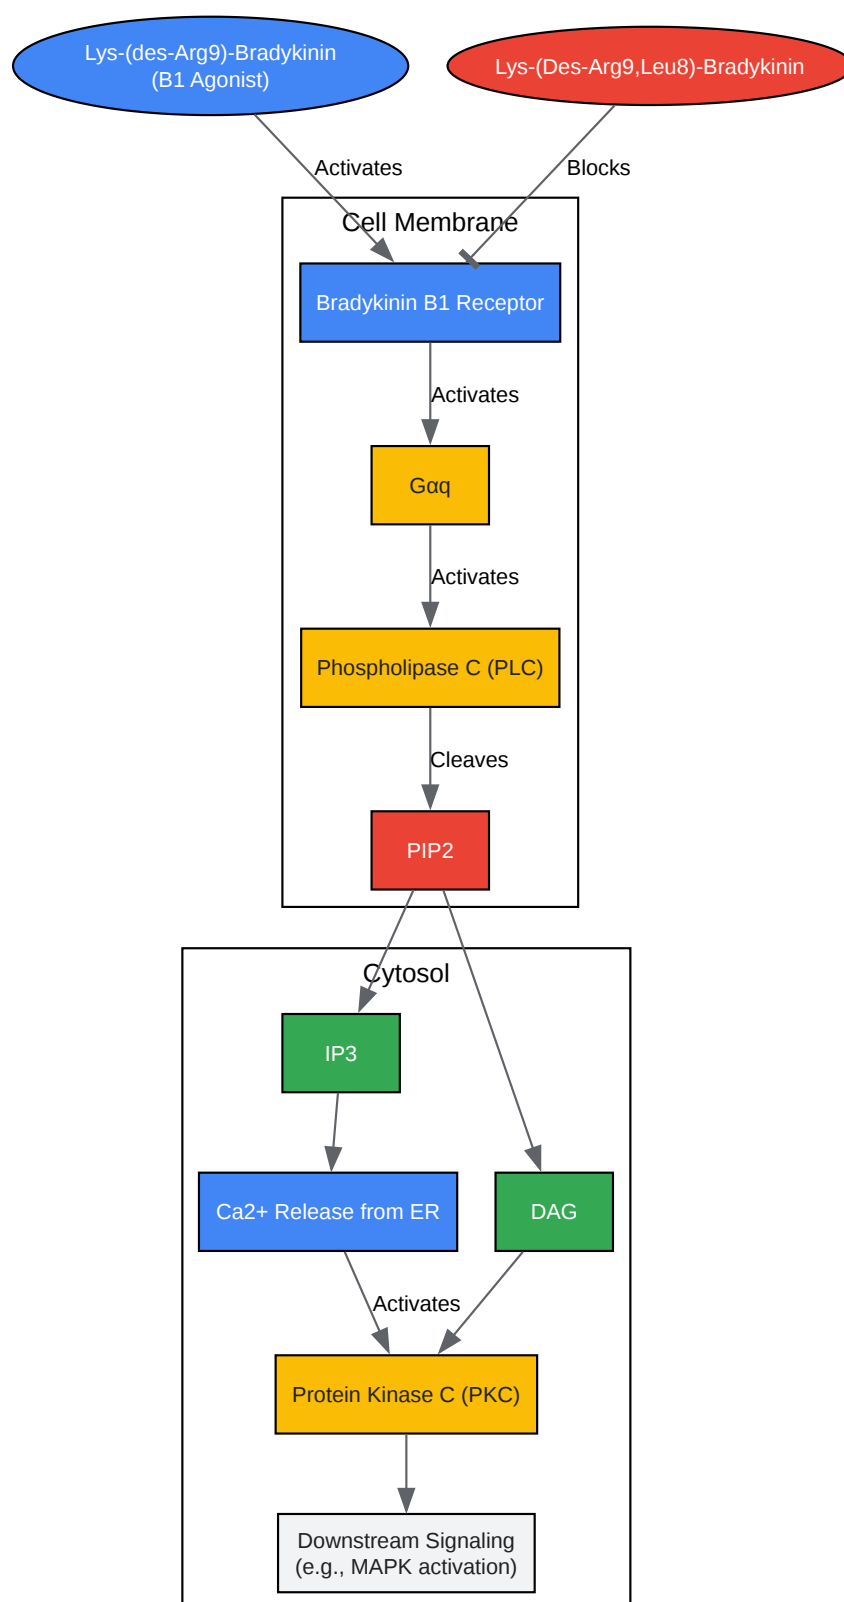 Lys-(des-Arg9)-Bradykinin
(B1 Agonist)
Lys-(Des-Arg9,Leu8)-Bradykinin
Activates
Blocks
Cell Membrane
Bradykinin B1 Receptor
Activates
Gαq
Activates
Phospholipase C (PLC)
Cleaves
PIP2
Cytosol
IP3
Ca2+ Release from ER
DAG
Activates
Protein Kinase C (PKC)
Downstream Signaling
(e.g., MAPK activation)